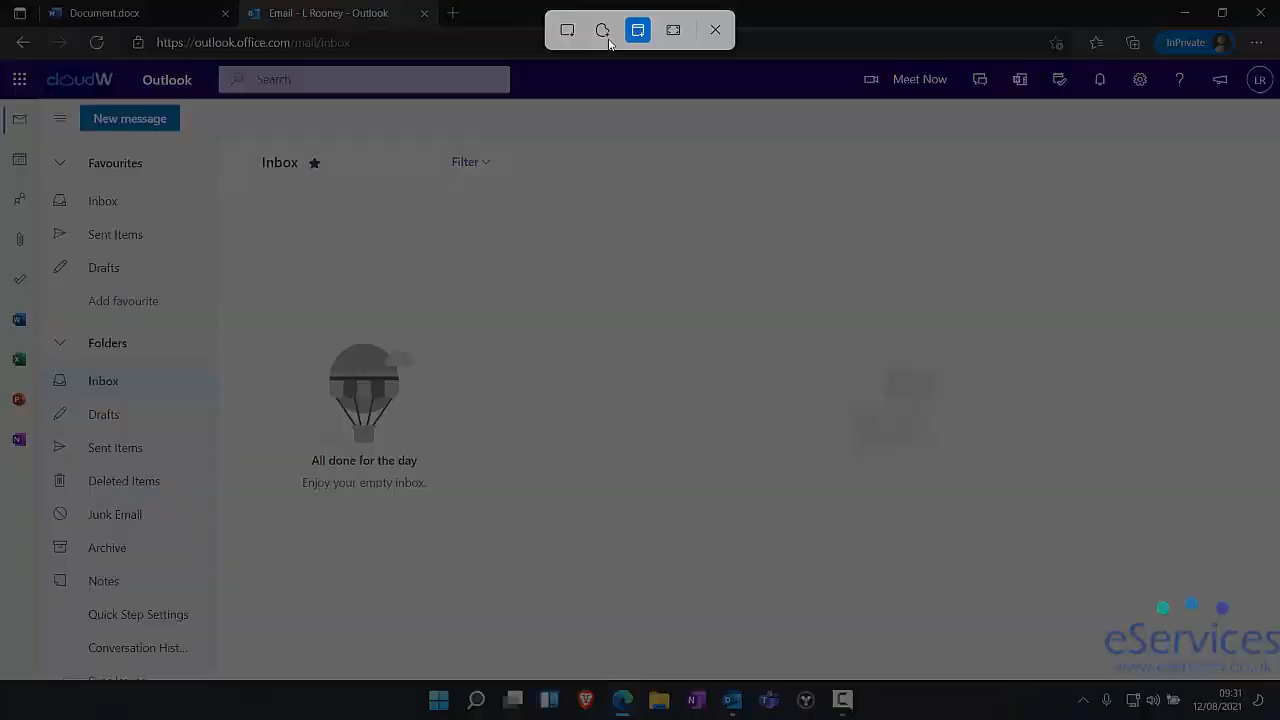 Document.docx
Email - L Rooney - Outlook
https://outlook.office.com/mail/inbox
InPrivate
cloudW
Outlook
Search
Meet Now
LR
New message
Favourites
Inbox
Sent Items
Drafts
Add favourite
Folders
Inbox
Drafts
Sent Items
Deleted Items
Junk Email
Archive
Notes
Quick Step Settings
Conversation Hist...
Inbox
Filter
All done for the day
Enjoy your empty inbox.
eServices
09:31
12/08/2021